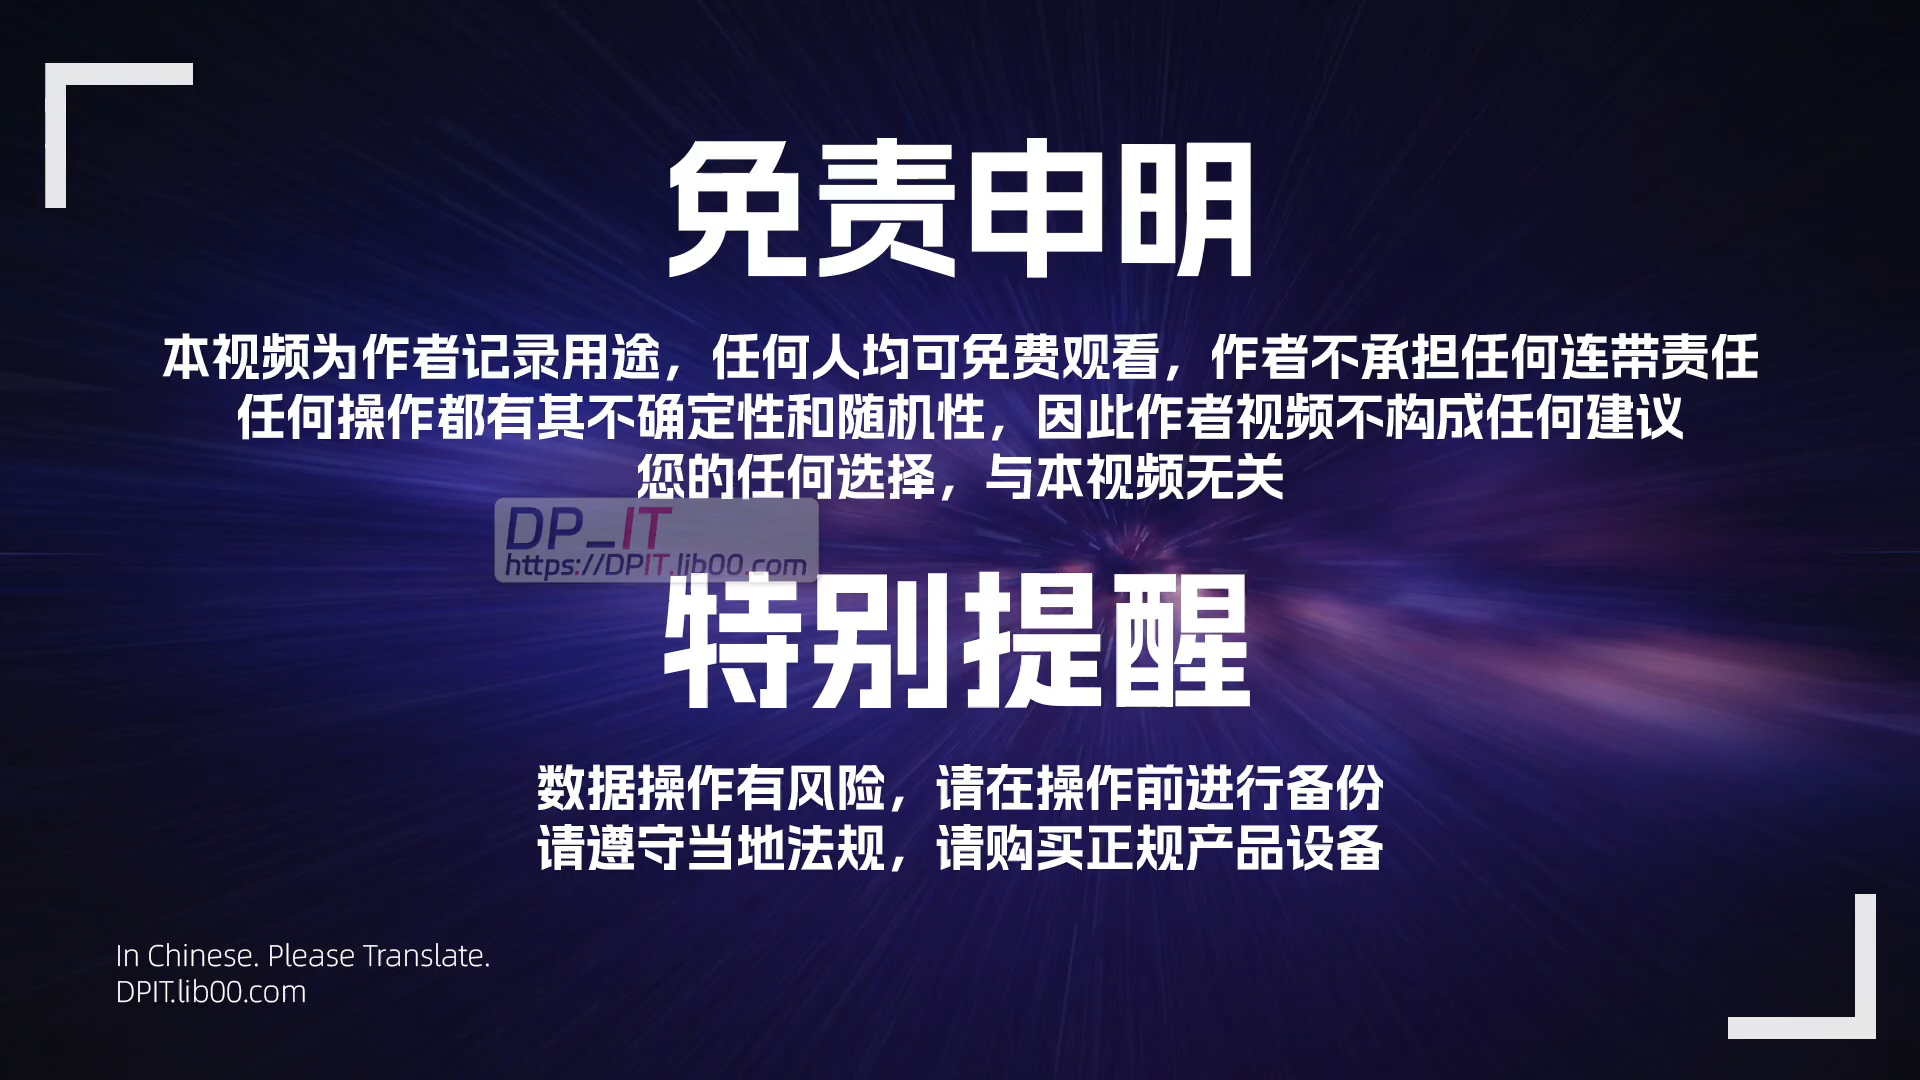 免责申明
本视频为作者记录用途，任何人均可免费观看，作者不承担任何连带责任
任何操作都有其不确定性和随机性，因此作者视频不构成任何建议
您的任何选择，与本视频无关
DP_IT
https://DPIT.lib00.com
特别提醒
数据操作有风险，请在操作前进行备份
请遵守当地法规，请购买正规产品设备
In Chinese. Please Translate.
DPIT.lib00.com